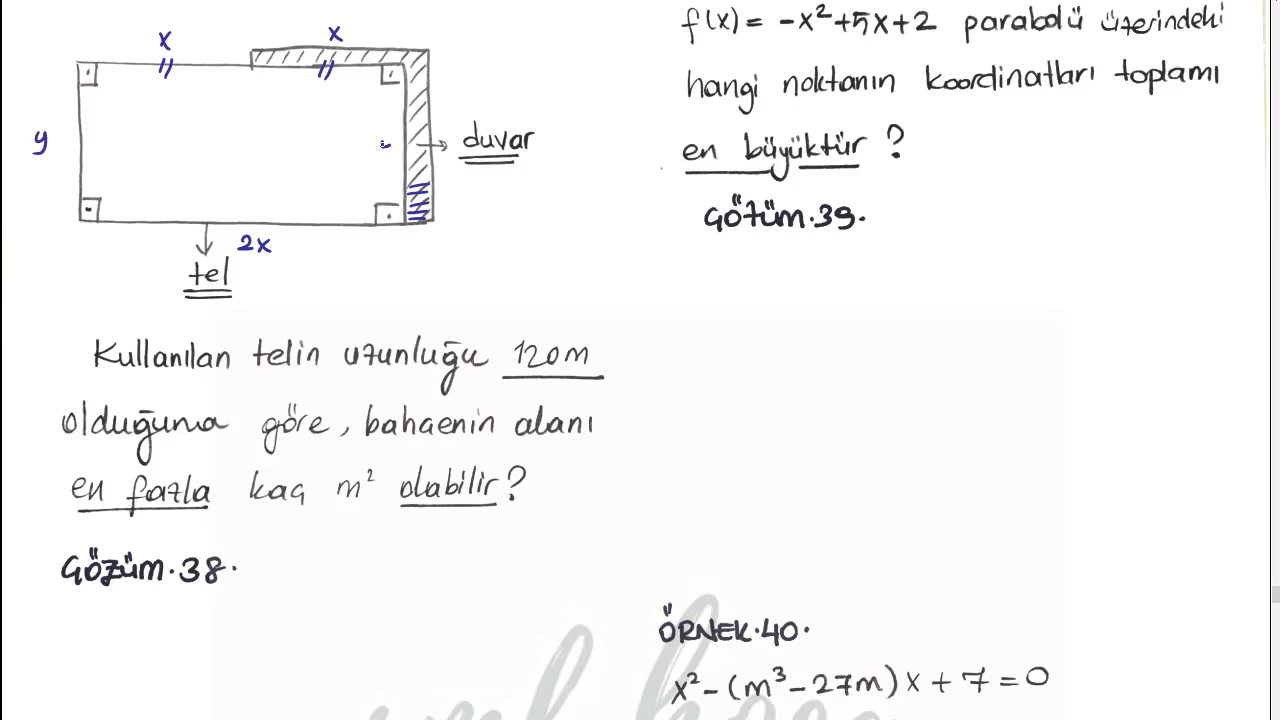 x
x
y
duvar
2x
tel
Kullanılan telin uzunluğu 120m
olduğuna göre, bahçenin alanı
en fazla kaç m² olabilir?
ÇÖZÜM.38.
f(x) = -x²+5x+2 parabolü üzerindeki
hangi noktanın koordinatları toplamı
en büyüktür?
ÇÖZÜM.39.
ÖRNEK.40.
x² - (m³ - 27m) x + 7 = 0